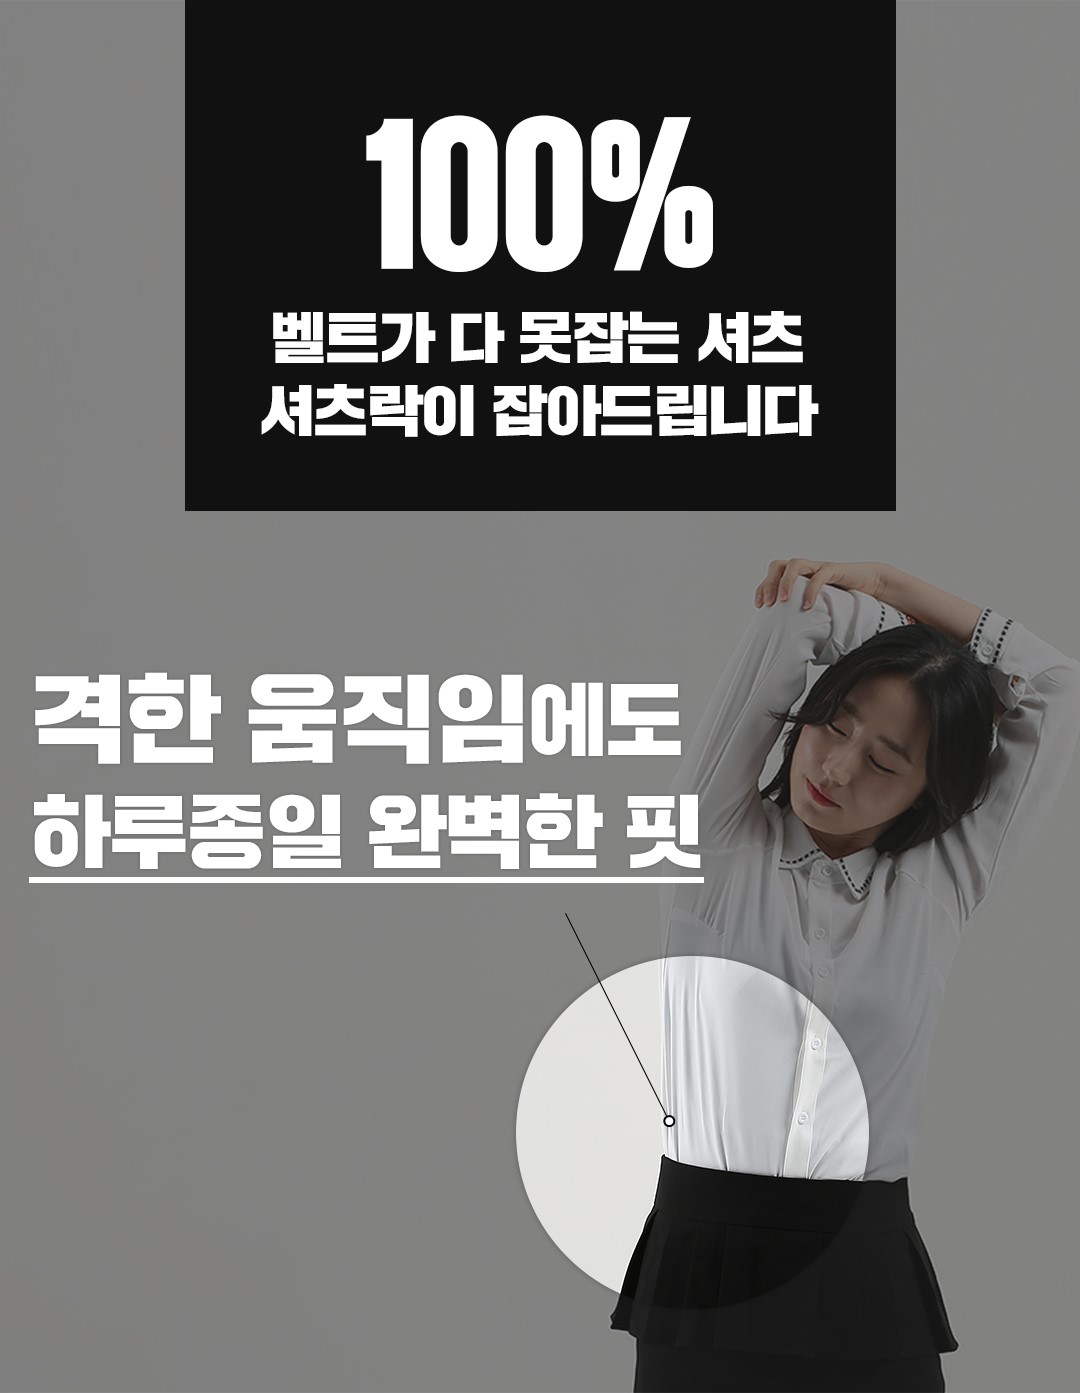 100%
벨트가 다 못잡는 셔츠
셔츠락이 잡아드립니다
격한 움직임에도
하루종일 완벽한 핏